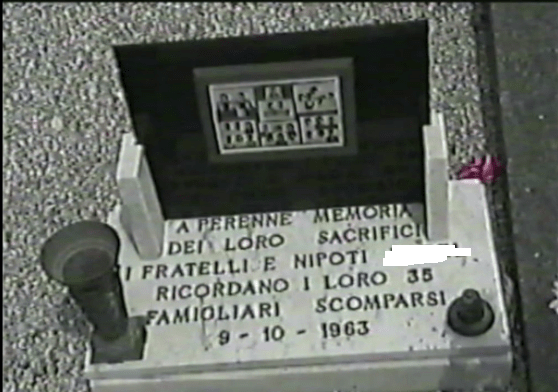 A PERENNE MEMORIA
DEI LORO SACRIFICI
I FRATELLI E NIPOTI
RICORDANO I LORO 35
FAMIGLIARI SCOMPARSI
9 - 10 - 1963